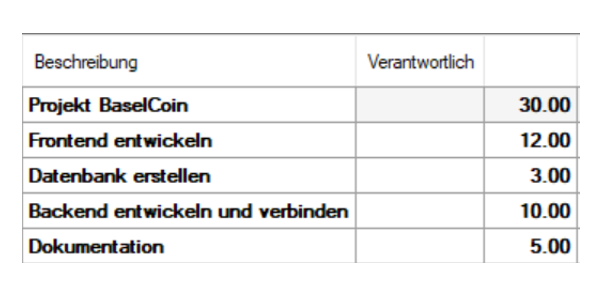 Beschreibung Verantwortlich
Projekt BaselCoin 30.00
Frontend entwickeln 12.00
Datenbank erstellen 3.00
Backend entwickeln und verbinden 10.00
Dokumentation 5.00